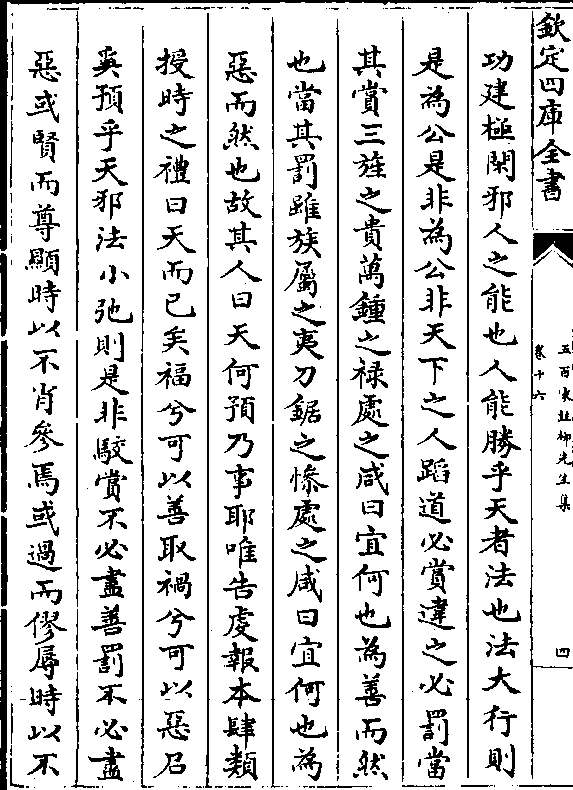 欽定四庫全書
五百家註柳先生集
卷十六
四
功建極閑邪人之能也人能勝乎天者法也法大行則
是為公是非為公非天下之人蹈道必賞違之必罰當
其賞三旌之貴萬鍾之禄處之咸曰宜何也為善而然
也當其罰雖族屬之夷刀鋸之慘處之咸曰宜何也為
惡而然也故其人曰天何預乃事耶唯告虔報本肆類
授時之禮曰天而已矣福兮可以善取禍兮可以惡召
奚預乎天邪法小弛則是非駮賞不必盡善罰不必盡
惡或賢而尊顯時以不肖參焉或過而僇辱時以不